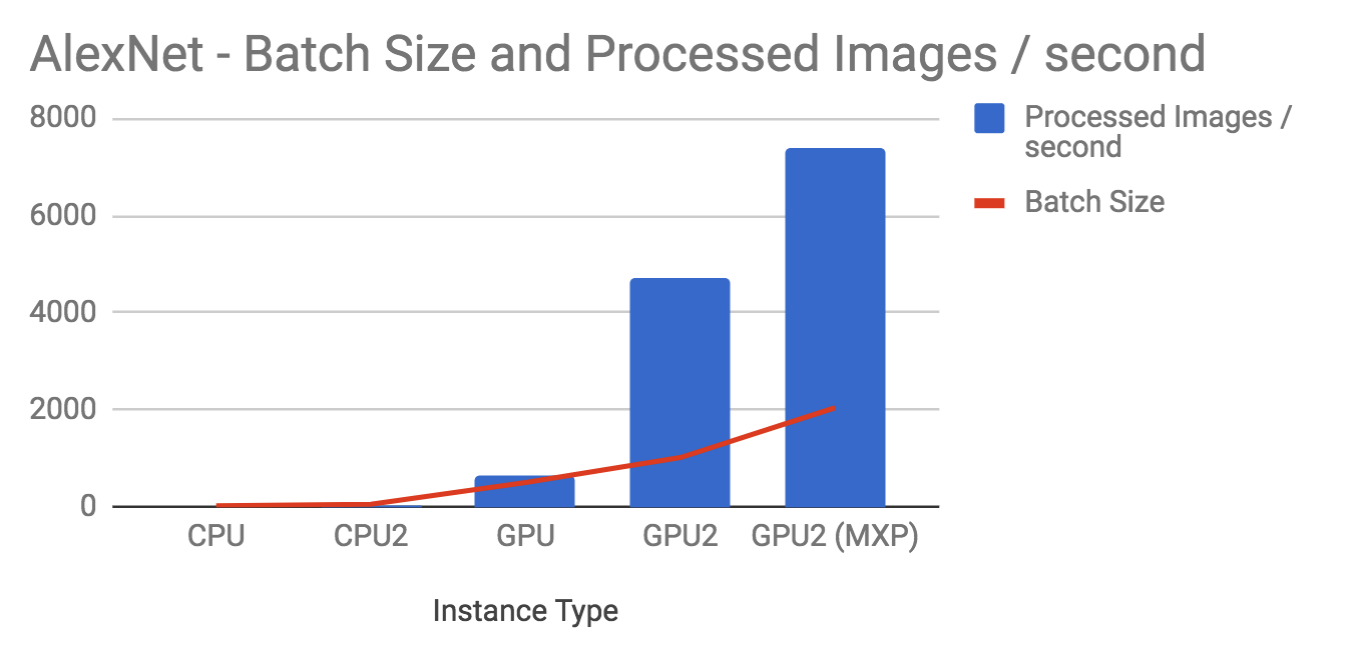 AlexNet - Batch Size and Processed Images / second
8000
6000
4000
2000
0
CPU CPU2 GPU GPU2 GPU2 (MXP)
Instance Type
Processed Images /
second
Batch Size